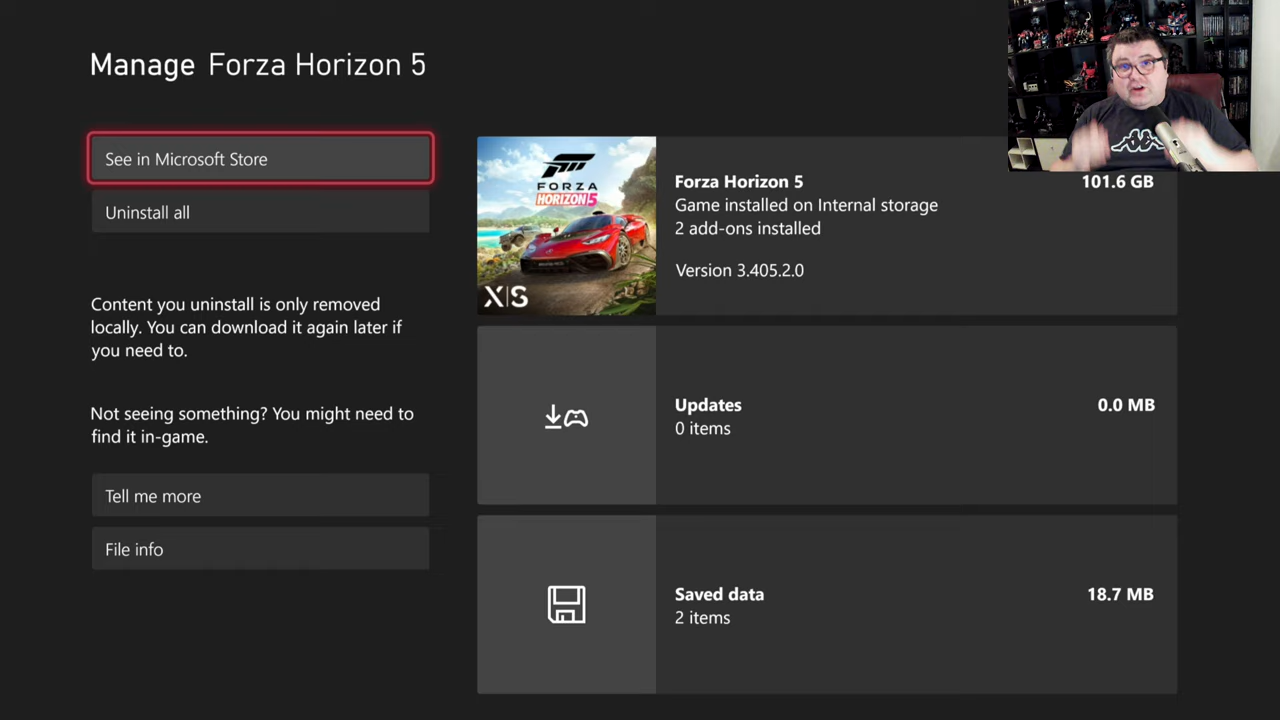 Manage Forza Horizon 5
See in Microsoft Store
Uninstall all
Content you uninstall is only removed
locally. You can download it again later if
you need to.
Not seeing something? You might need to
find it in-game.
Tell me more
File info
FORZA
HORIZON 5
X|S
Forza Horizon 5
101.6 GB
Game installed on Internal storage
2 add-ons installed
Version 3.405.2.0
Updates
0.0 MB
0 items
Saved data
18.7 MB
2 items